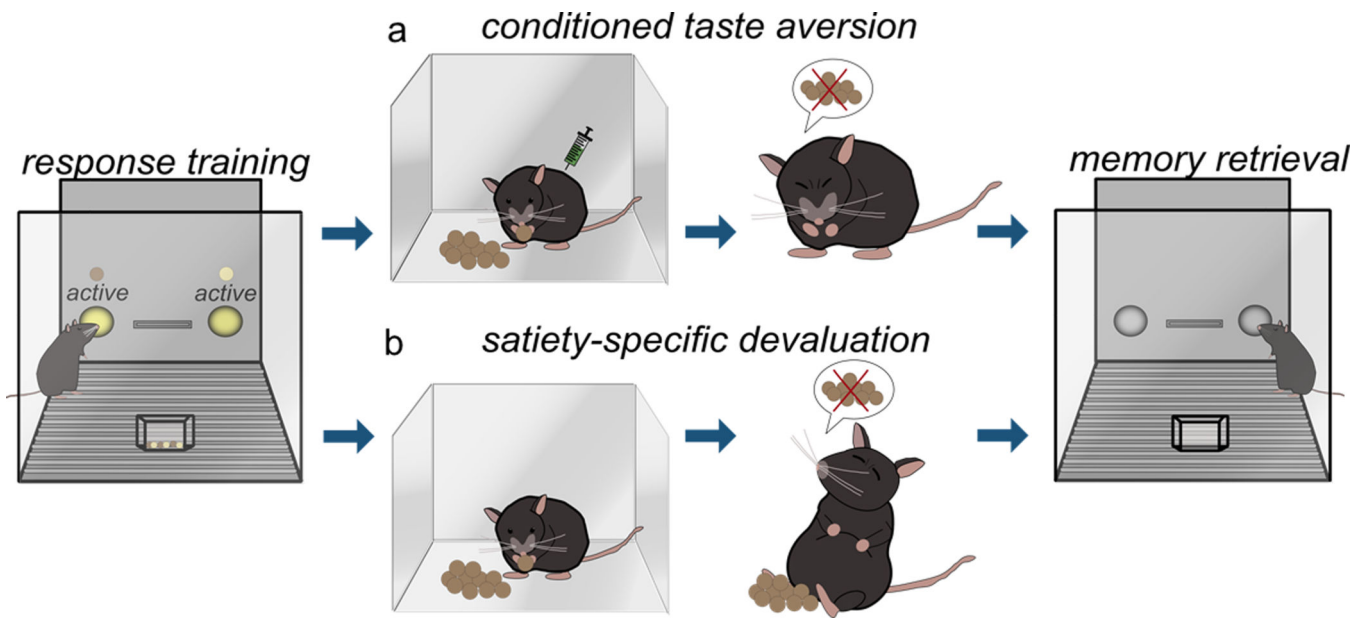 a conditioned taste aversion
response training
memory retrieval
active active
b satiety-specific devaluation